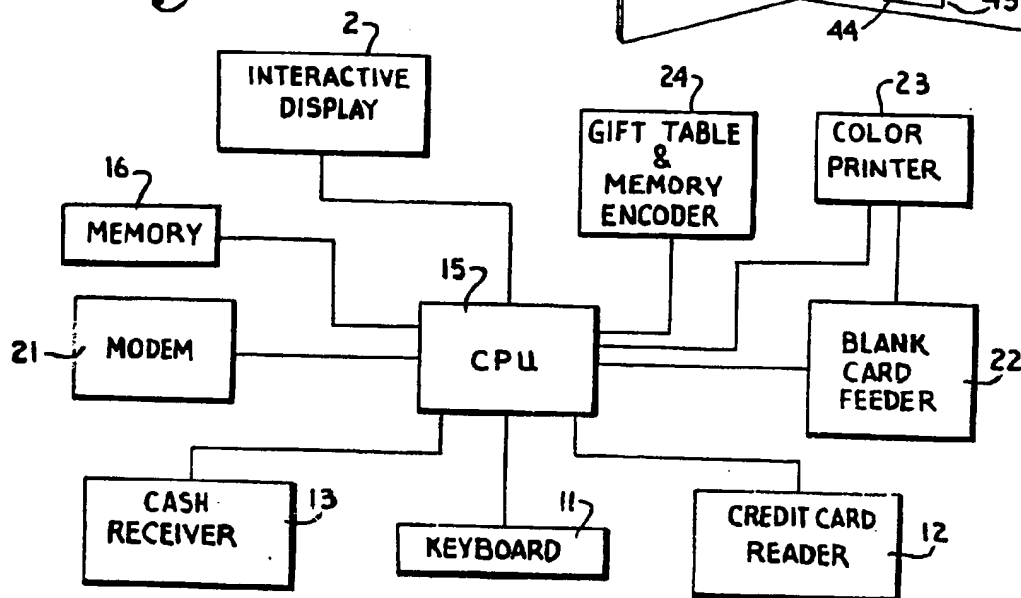 45
44
2
INTERACTIVE
DISPLAY
24
GIFT TABLE
&
MEMORY
ENCODER
23
COLOR
PRINTER
16
MEMORY
15
CPU
21
MODEM
BLANK
CARD
FEEDER
22
CASH
RECEIVER
13
11
KEYBOARD
CREDIT CARD
READER
12